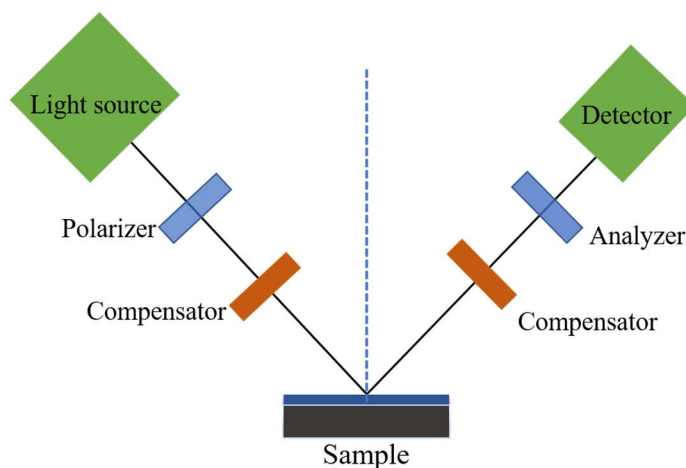 Light source
Detector
Polarizer
Analyzer
Compensator
Compensator
Sample